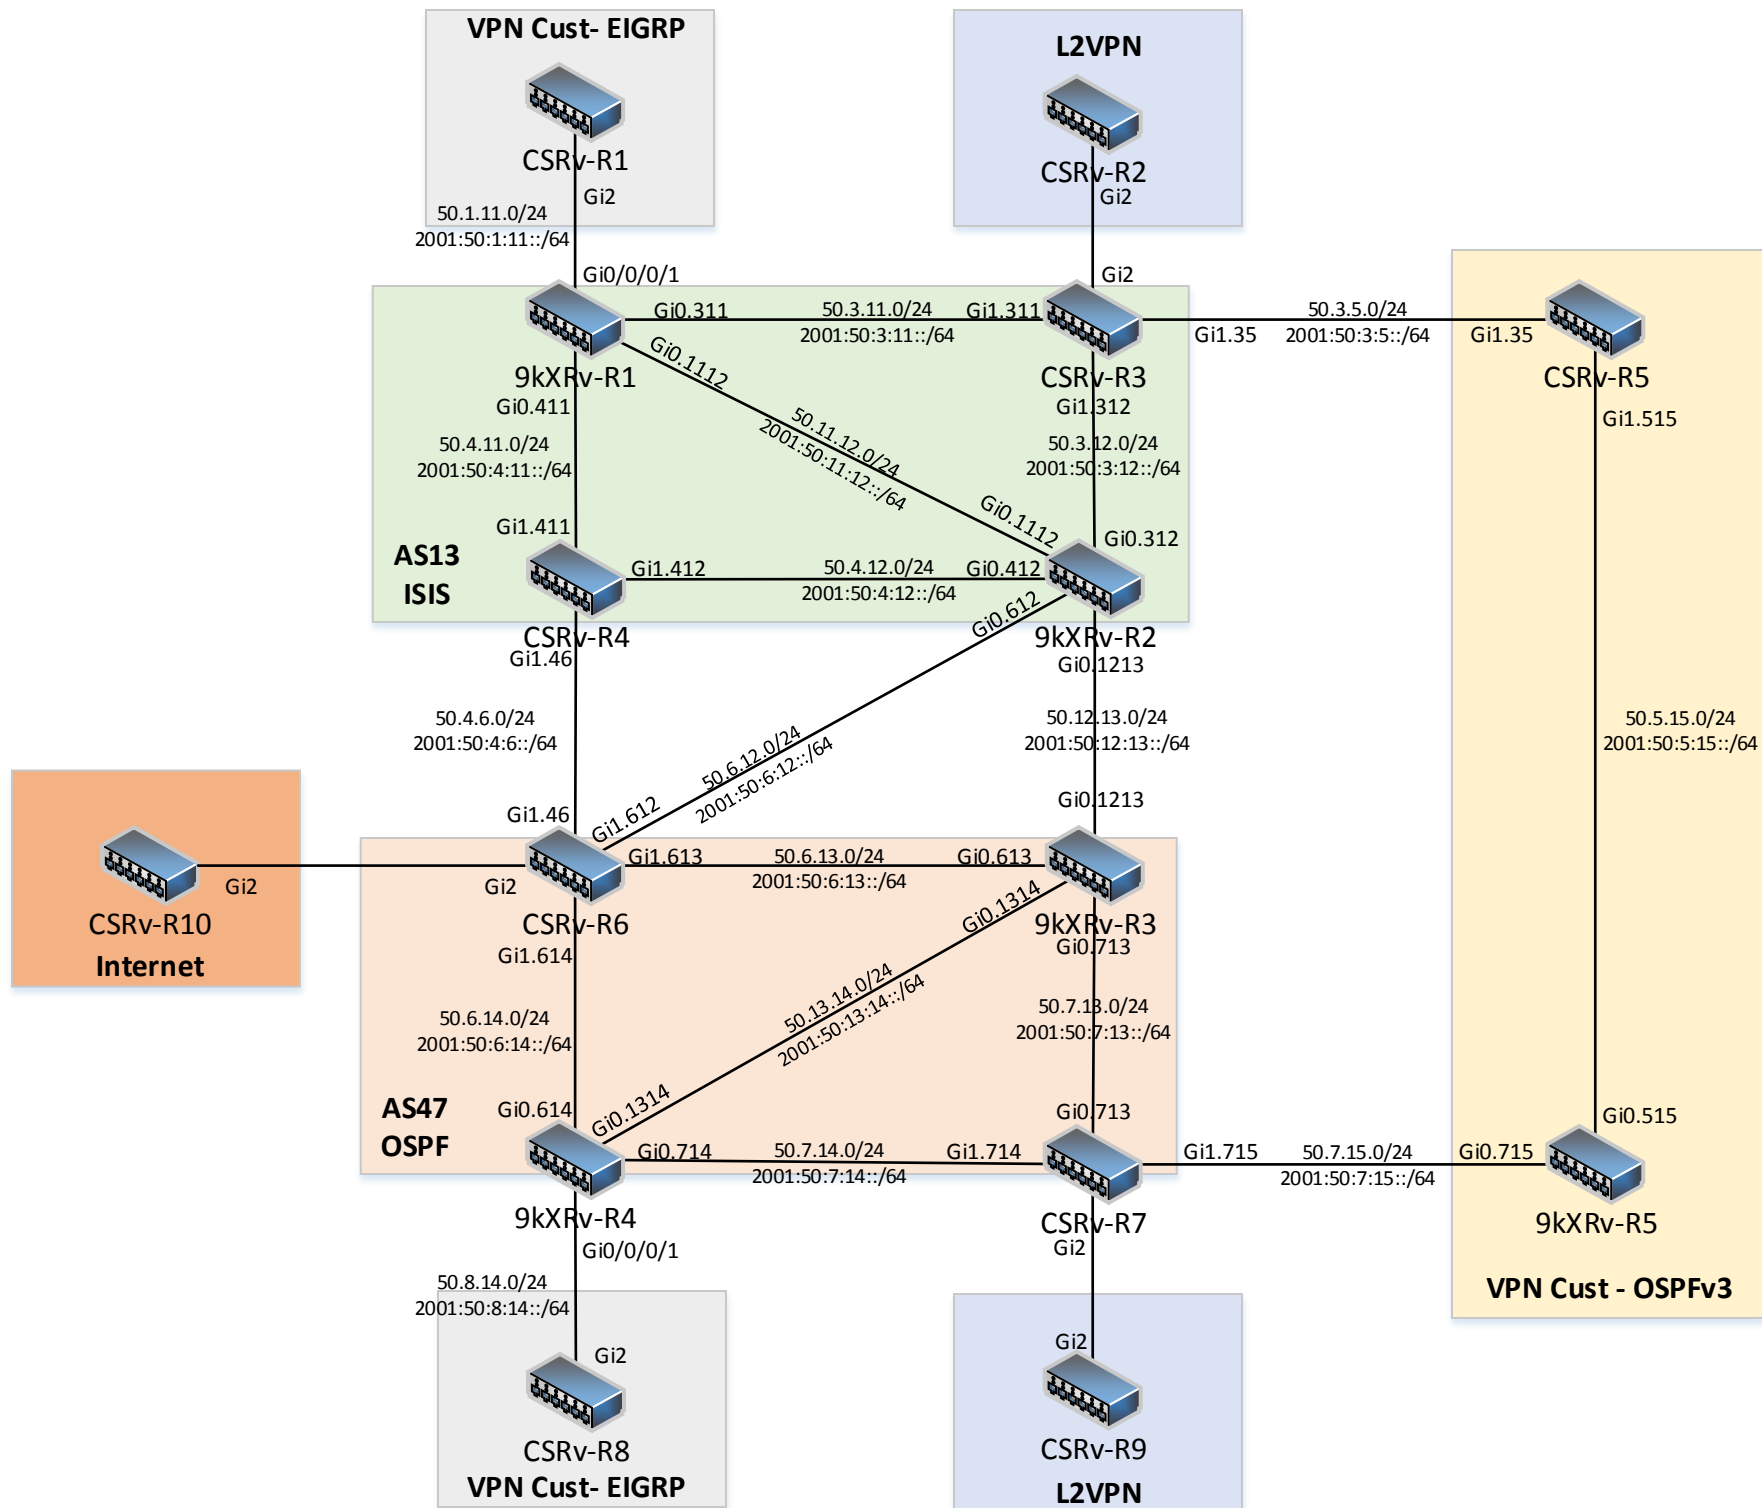 VPN Cust- EIGRP
CSRv-R1
Gi2
50.1.11.0/24
2001:50:1:11::/64
L2VPN
CSRv-R2
Gi2
Gi0/0/0/1
Gi2
Gi0.311
50.3.11.0/24
2001:50:3:11::/64
Gi1.311
Gi1.35
50.3.5.0/24
2001:50:3:5::/64
Gi1.35
9kXRv-R1
CSRv-R3
CSRv-R5
Gi0.411
Gi0.1112
Gi1.312
Gi1.515
50.4.11.0/24
2001:50:4:11::/64
50.11.12.0/24
2001:50:11:12::/64
50.3.12.0/24
2001:50:3:12::/64
Gi1.411
Gi0.1112
Gi0.312
AS13
ISIS
Gi1.412
50.4.12.0/24
2001:50:4:12::/64
Gi0.412
CSRv-R4
Gi0.612
9kXRv-R2
Gi1.46
Gi0.1213
50.4.6.0/24
2001:50:4:6::/64
50.6.12.0/24
2001:50:6:12::/64
50.12.13.0/24
2001:50:12:13::/64
50.5.15.0/24
2001:50:5:15::/64
Gi1.46
Gi1.612
Gi0.1213
Gi2
Gi2
Gi1.613
50.6.13.0/24
2001:50:6:13::/64
Gi0.613
CSRv-R10
Internet
CSRv-R6
Gi0.1314
9kXRv-R3
Gi1.614
Gi0.713
50.6.14.0/24
2001:50:6:14::/64
50.13.14.0/24
2001:50:13:14::/64
50.7.13.0/24
2001:50:7:13::/64
AS47
OSPF
Gi0.614
Gi0.1314
Gi0.713
Gi0.515
Gi0.714
50.7.14.0/24
2001:50:7:14::/64
Gi1.714
Gi1.715
50.7.15.0/24
2001:50:7:15::/64
Gi0.715
9kXRv-R4
CSRv-R7
9kXRv-R5
Gi0/0/0/1
Gi2
50.8.14.0/24
2001:50:8:14::/64
VPN Cust - OSPFv3
Gi2
Gi2
CSRv-R8
VPN Cust- EIGRP
CSRv-R9
L2VPN